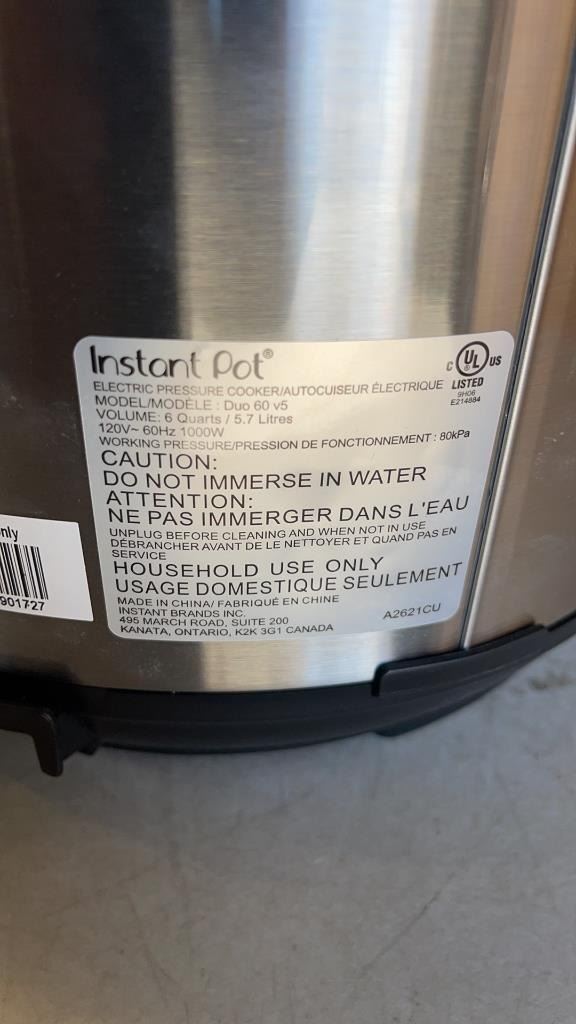 Instant Pot®
ELECTRIC PRESSURE COOKER/AUTOCUISEUR ÉLECTRIQUE
MODEL/MODÈLE : Duo 60 v5
VOLUME: 6 Quarts / 5.7 Litres
120V~ 60Hz 1000W
WORKING PRESSURE/PRESSION DE FONCTIONNEMENT : 80kPa
C UL US
LISTED
9H06
E214884
CAUTION:
DO NOT IMMERSE IN WATER
ATTENTION:
NE PAS IMMERGER DANS L'EAU
UNPLUG BEFORE CLEANING AND WHEN NOT IN USE
DÉBRANCHER AVANT DE LE NETTOYER ET QUAND PAS EN
SERVICE
HOUSEHOLD USE ONLY
USAGE DOMESTIQUE SEULEMENT
MADE IN CHINA/ FABRIQUÉ EN CHINE
INSTANT BRANDS INC.
495 MARCH ROAD, SUITE 200
KANATA, ONTARIO, K2K 3G1 CANADA
A2621CU
nly
901727